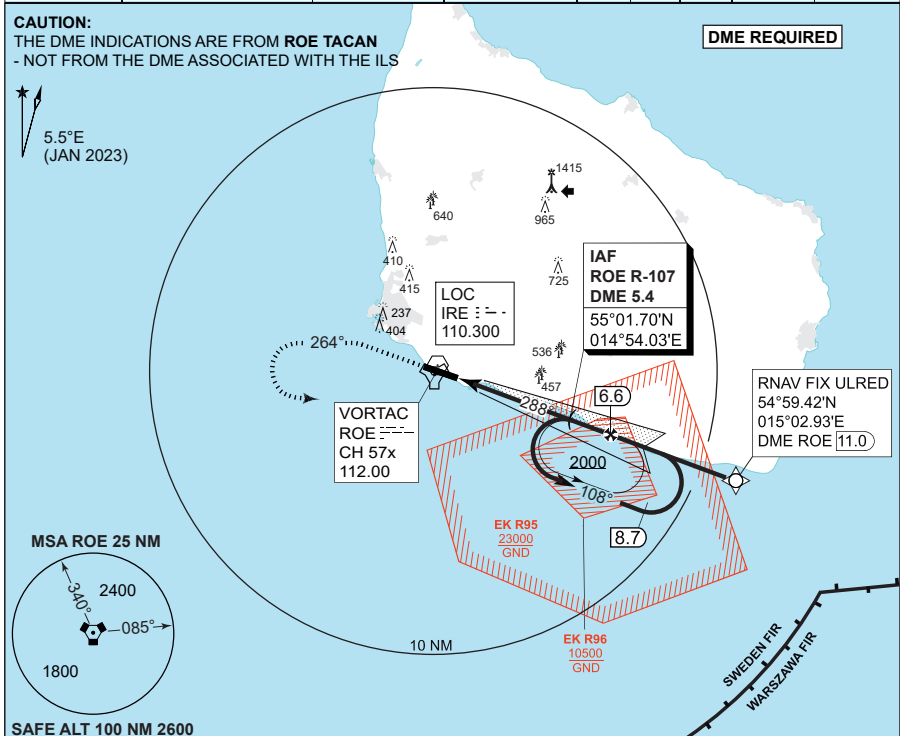 CAUTION:
THE DME INDICATIONS ARE FROM ROE TACAN
- NOT FROM THE DME ASSOCIATED WITH THE ILS
DME REQUIRED
5.5°E
(JAN 2023)
1415
965
640
410
415
725
237
404
LOC
IRE
110.300
IAF
ROE R-107
DME 5.4
55°01.70'N
014°54.03'E
264°
536
457
288
6.6
RNAV FIX ULRED
54°59.42'N
015°02.93'E
DME ROE 11.0
VORTAC
ROE
CH 57x
112.00
2000
108°
8.7
EK R95
23000
GND
MSA ROE 25 NM
2400
340°
085°
1800
10 NM
EK R96
10500
GND
SWEDEN FIR
WARSZAWA FIR
SAFE ALT 100 NM 2600